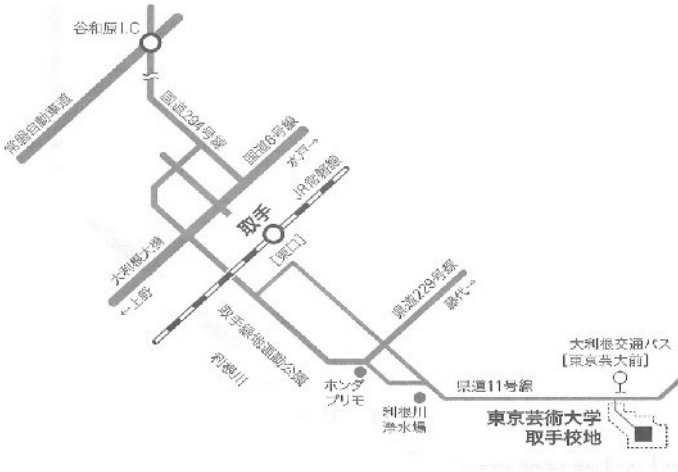 谷和原I.C
常磐自動車道
国道294号線
国道6号線
水戸→
JR常磐線
取手
[東口]
大利根大橋
←上野
取手緑地運動公園
利根川
県道229号線
藤代→
ホンダ
プリモ
利根川
浄水場
県道11号線
大利根交通バス
[東京芸大前]
東京芸術大学
取手校地